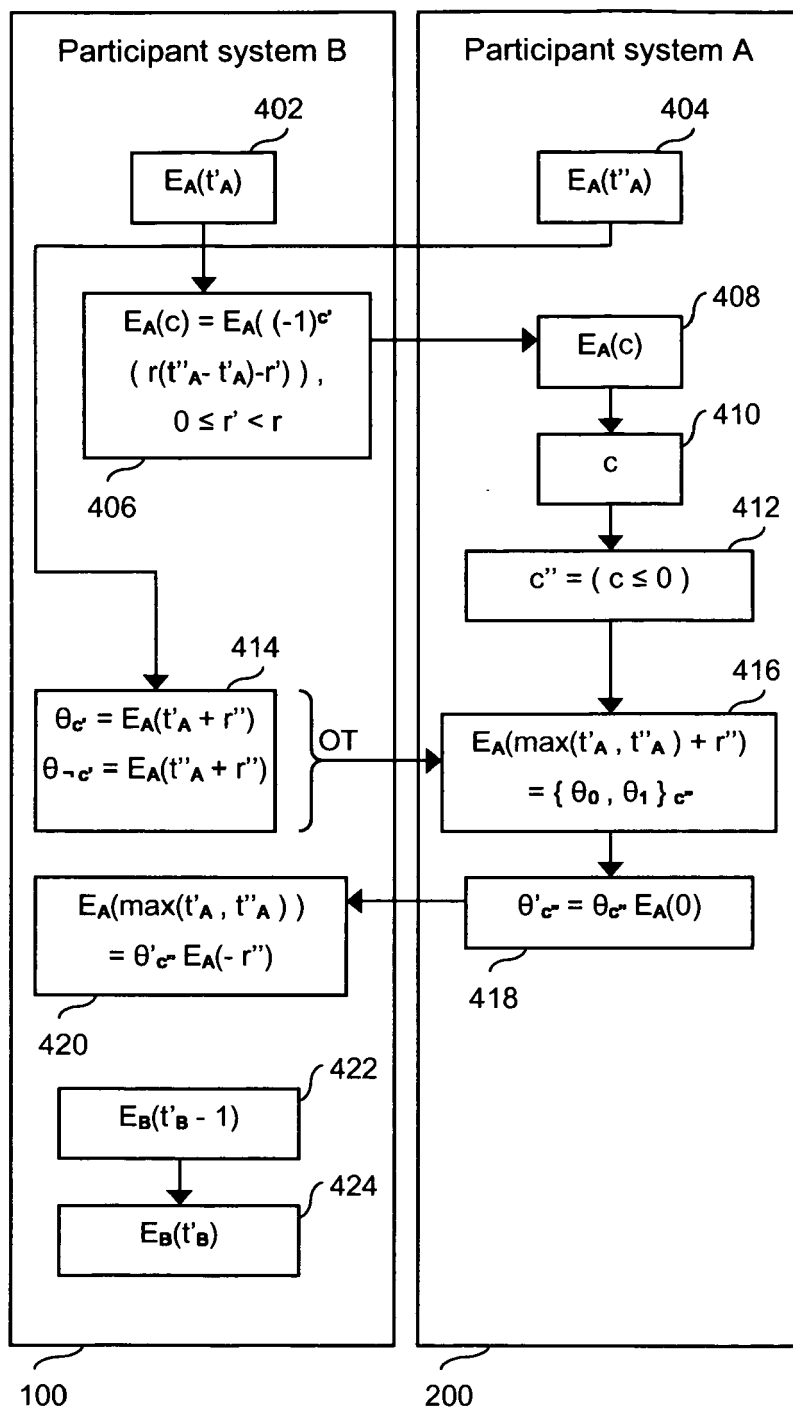 Participant system B
Participant system A
402
404
E_A(t'_A)
E_A(t''_A)
408
E_A(c) = E_A( (-1)^c'
( r(t''_A- t'_A)-r') ) ,
0 ≤ r' < r
E_A(c)
410
406
c
412
c'' = ( c ≤ 0 )
414
416
θ_c' = E_A(t'_A + r'')
θ_¬c' = E_A(t''_A + r'')
OT
E_A(max(t'_A , t''_A ) + r'')
= { θ_0 , θ_1 }_c''
E_A(max(t'_A , t''_A ) )
= θ'_c'' E_A(- r'')
θ'_c'' = θ_c'' E_A(0)
418
420
422
E_B(t'_B - 1)
424
E_B(t'_B)
100
200